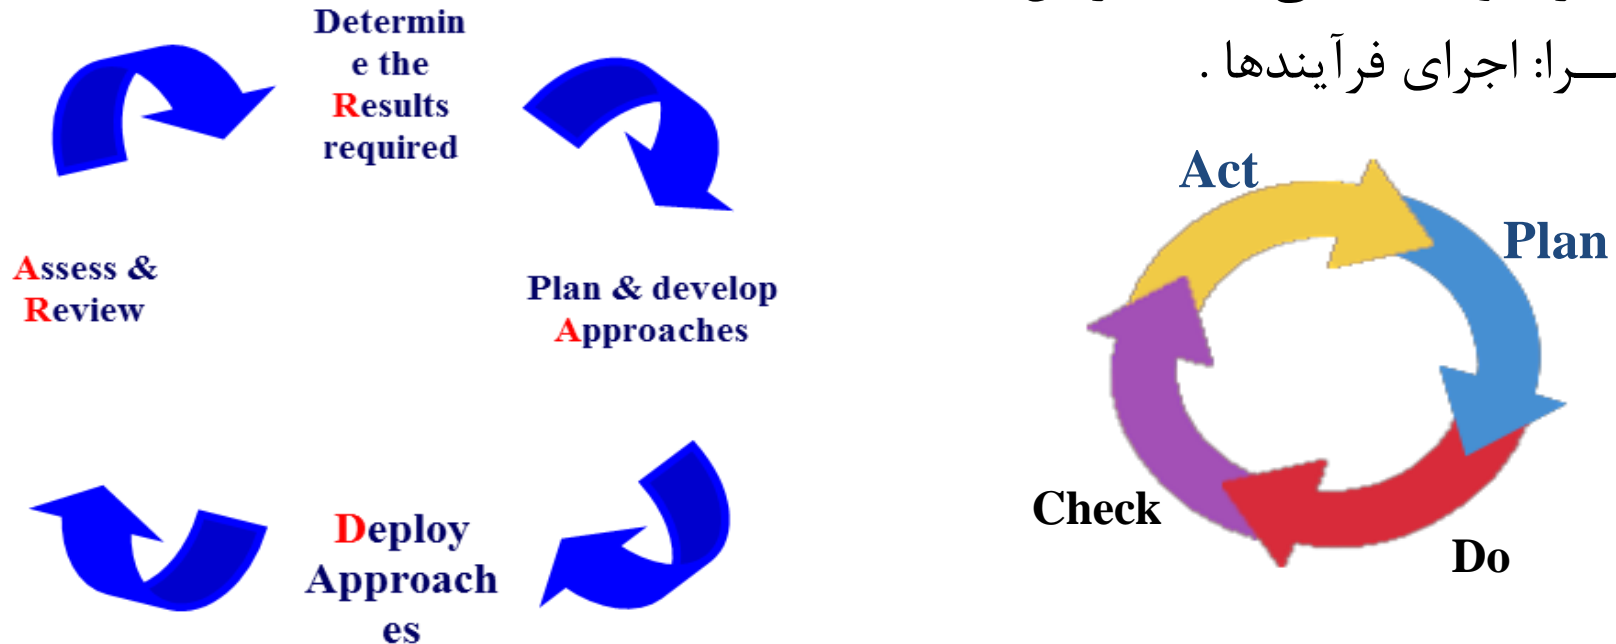 Determin
e the
Results
required
Assess &
Review
Plan & develop
Approaches
Deploy
Approach
es
اجرای فرآیندها .
Act
Plan
Check
Do